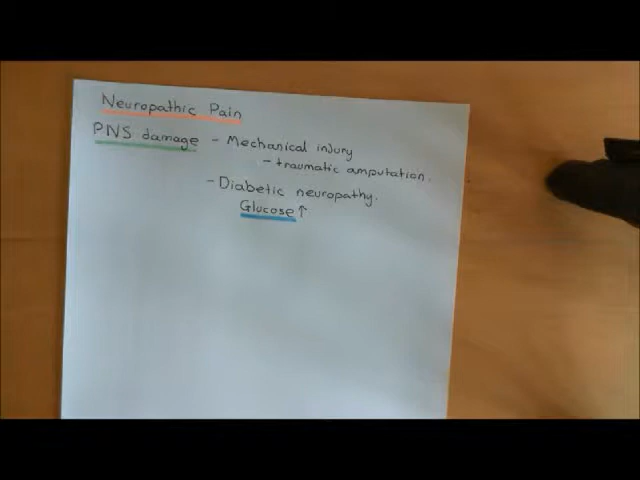 Neuropathic Pain
PNS damage - Mechanical injury
- traumatic amputation.
- Diabetic neuropathy.
Glucose ↑